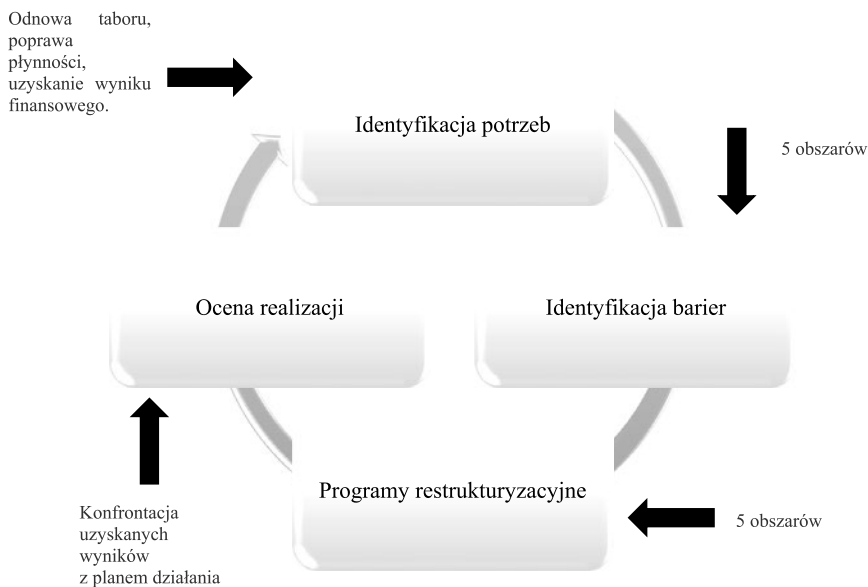 Odnowa taboru,
poprawa
płynności,
uzyskanie wyniku
finansowego.
Identyfikacja potrzeb
5 obszarów
Ocena realizacji
Identyfikacja barier
Programy restrukturyzacyjne
5 obszarów
Konfrontacja
uzyskanych
wyników
z planem działania